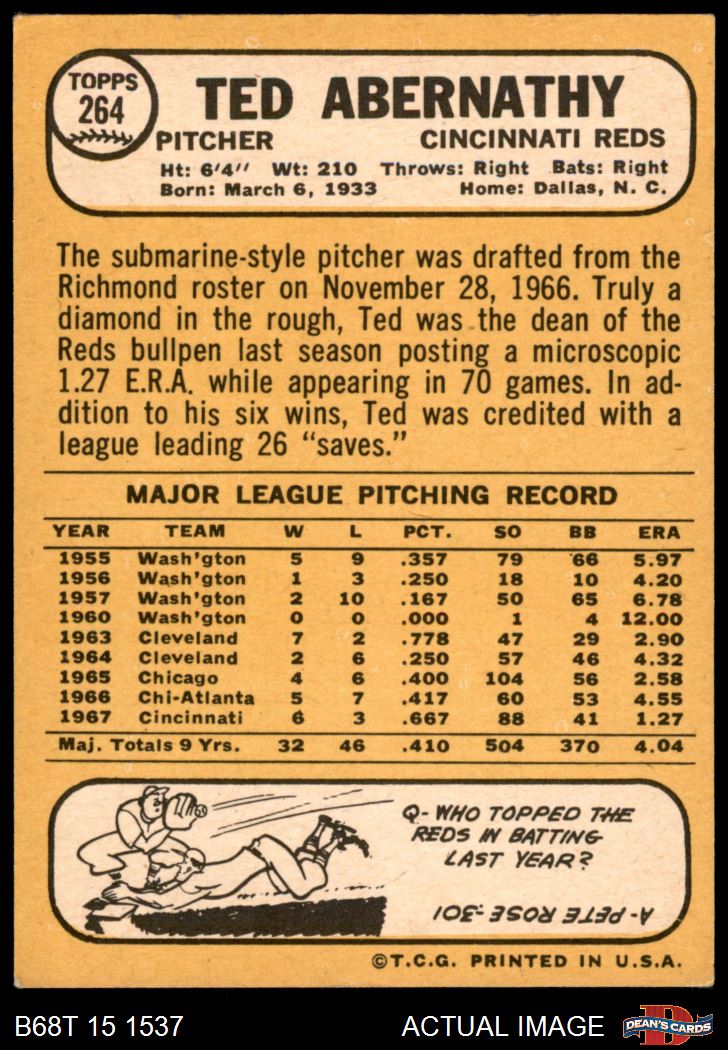 TOPPS
264
TED ABERNATHY
PITCHER CINCINNATI REDS
Ht: 6'4" Wt: 210 Throws: Right Bats: Right
Born: March 6, 1933 Home: Dallas, N. C.
The submarine-style pitcher was drafted from the
Richmond roster on November 28, 1966. Truly a
diamond in the rough, Ted was the dean of the
Reds bullpen last season posting a microscopic
1.27 E.R.A. while appearing in 70 games. In ad-
dition to his six wins, Ted was credited with a
league leading 26 “saves.”
MAJOR LEAGUE PITCHING RECORD
YEAR TEAM W L PCT. SO BB ERA
1955 Wash'gton 5 9 .357 79 66 5.97
1956 Wash'gton 1 3 .250 18 10 4.20
1957 Wash'gton 2 10 .167 50 65 6.78
1960 Wash'gton 0 0 .000 1 4 12.00
1963 Cleveland 7 2 .778 47 29 2.90
1964 Cleveland 2 6 .250 57 46 4.32
1965 Chicago 4 6 .400 104 56 2.58
1966 Chi-Atlanta 5 7 .417 60 53 4.55
1967 Cincinnati 6 3 .667 88 41 1.27
Maj. Totals 9 Yrs. 32 46 .410 504 370 4.04
Q- WHO TOPPED THE
REDS IN BATTING
LAST YEAR?
A- PETE ROSE-.301
©T.C.G. PRINTED IN U.S.A.
B68T 15 1537 ACTUAL IMAGE
DEAN'S CARDS